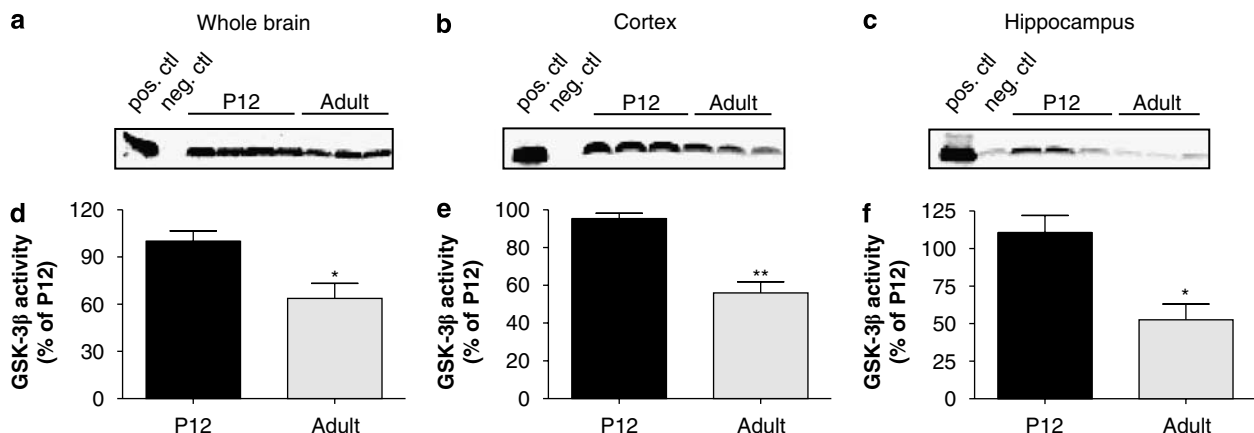 a Whole brain
pos. ctl
neg. ctl
P12
Adult
b Cortex
pos. ctl
neg. ctl
P12
Adult
c Hippocampus
pos. ctl
neg. ctl
P12
Adult
d
GSK-3β activity
(% of P12)
120
90
60
30
0
*
P12
Adult
e
GSK-3β activity
(% of P12)
100
80
60
40
20
0
**
P12
Adult
f
GSK-3β activity
(% of P12)
125
100
75
50
25
0
*
P12
Adult